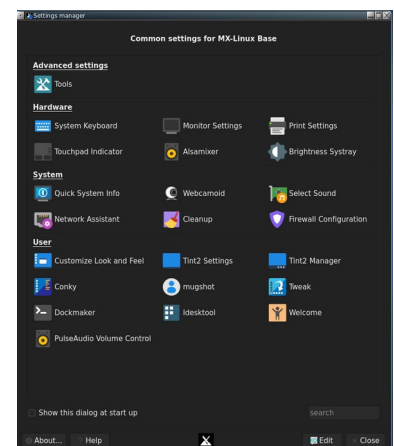 Settings manager
Common settings for MX-Linux Base
Advanced settings
Tools
Hardware
System Keyboard Monitor Settings Print Settings
Touchpad Indicator Alsamixer Brightness Systray
System
Quick System Info Webcamoid Select Sound
Network Assistant Cleanup Firewall Configuration
User
Customize Look and Feel Tint2 Settings Tint2 Manager
Conky mugshot Tweak
Dockmaker Idesktool Welcome
PulseAudio Volume Control
Show this dialog at start up search
About... Help Edit Close